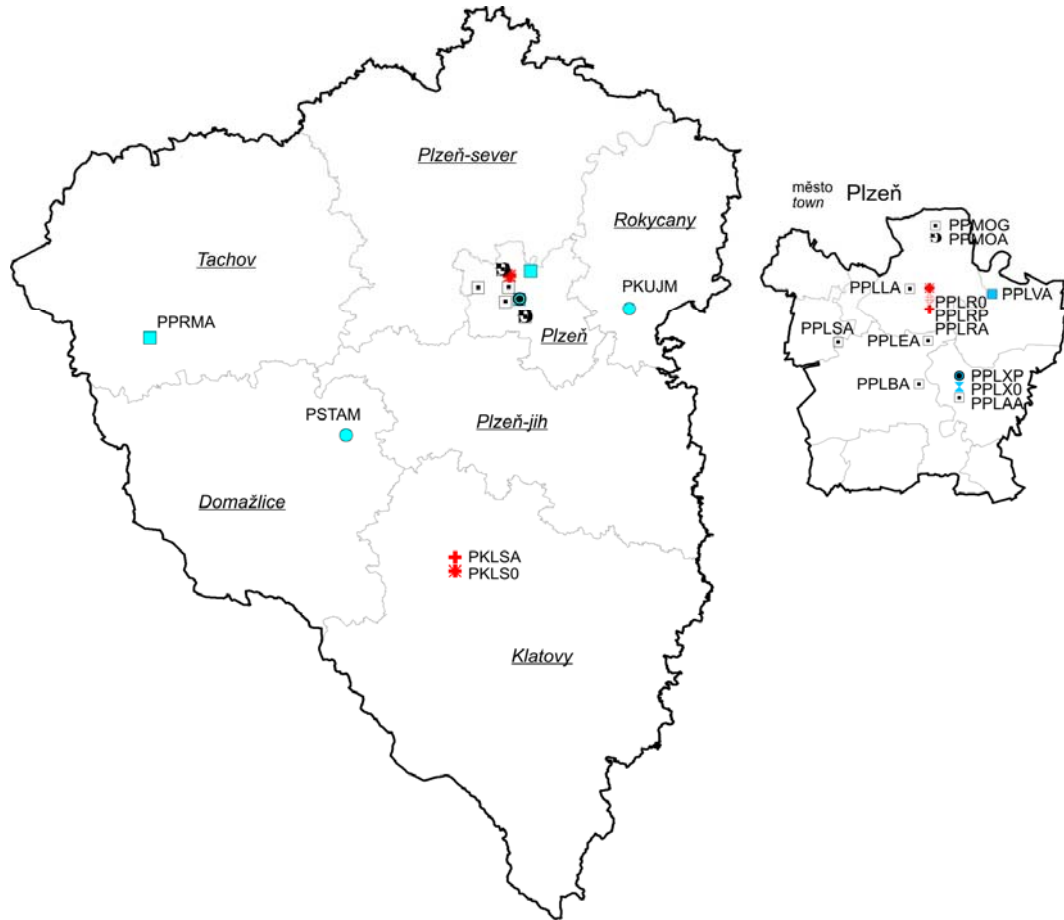 Plzeň-sever
Rokycany
Tachov
PPRMA
PKUJM
Plzeň
PSTAM
Plzeň-jih
Domažlice
PKLSA
PKLS0
Klatovy
město
town
Plzeň
PPMOG
PPMOA
PPLLA
PPLVA
PPLR0
PPLRP
PPLRA
PPLSA
PPLEA
PPLBA
PPLXP
PPLX0
PPLAA